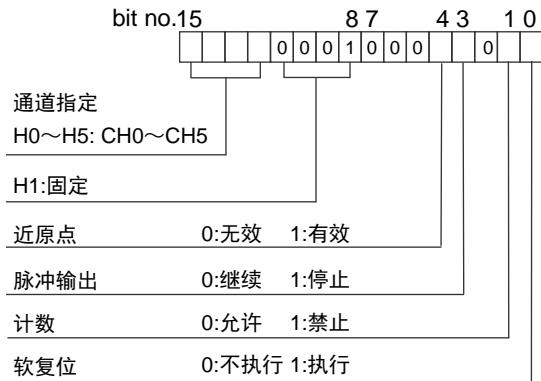 bit no.15 8 7 4 3 1 0
0 0 0 1 0 0 0 0
通道指定
H0～H5: CH0～CH5
H1:固定
近原点 0:无效 1:有效
脉冲输出 0:继续 1:停止
计数 0:允许 1:禁止
软复位 0:不执行 1:执行